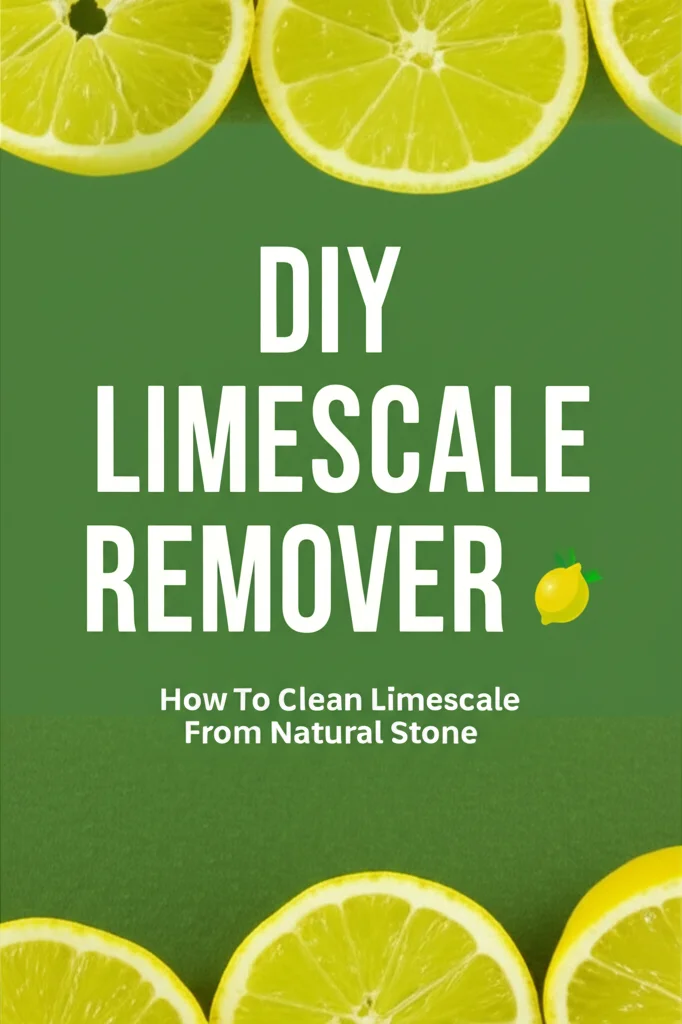 DIY
LIMESCALE
REMOVER 🍋
How To Clean Limescale
From Natural Stone